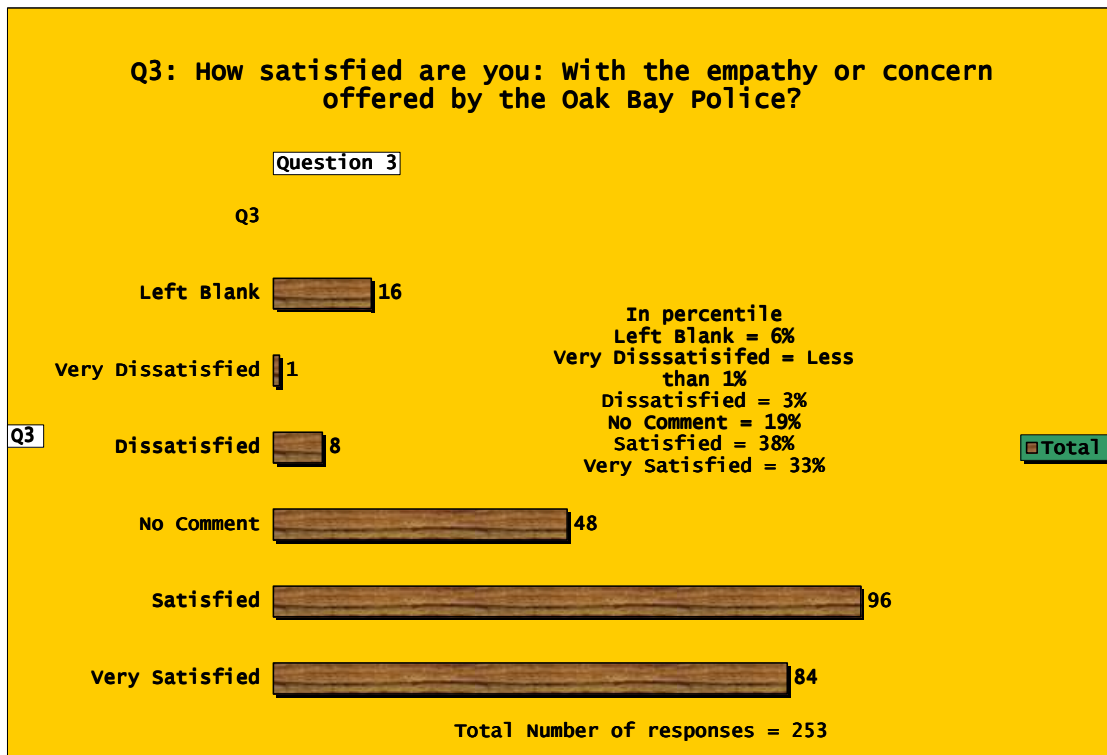 Q3: How satisfied are you: With the empathy or concern
offered by the Oak Bay Police?
Question 3
Q3
Left Blank
16
Very Dissatisfied
1
Dissatisfied
8
No Comment
48
Satisfied
96
Very Satisfied
84
In percentile
Left Blank = 6%
Very Disssatisifed = Less
than 1%
Dissatisfied = 3%
No Comment = 19%
Satisfied = 38%
Very Satisfied = 33%
Q3
Total
Total Number of responses = 253